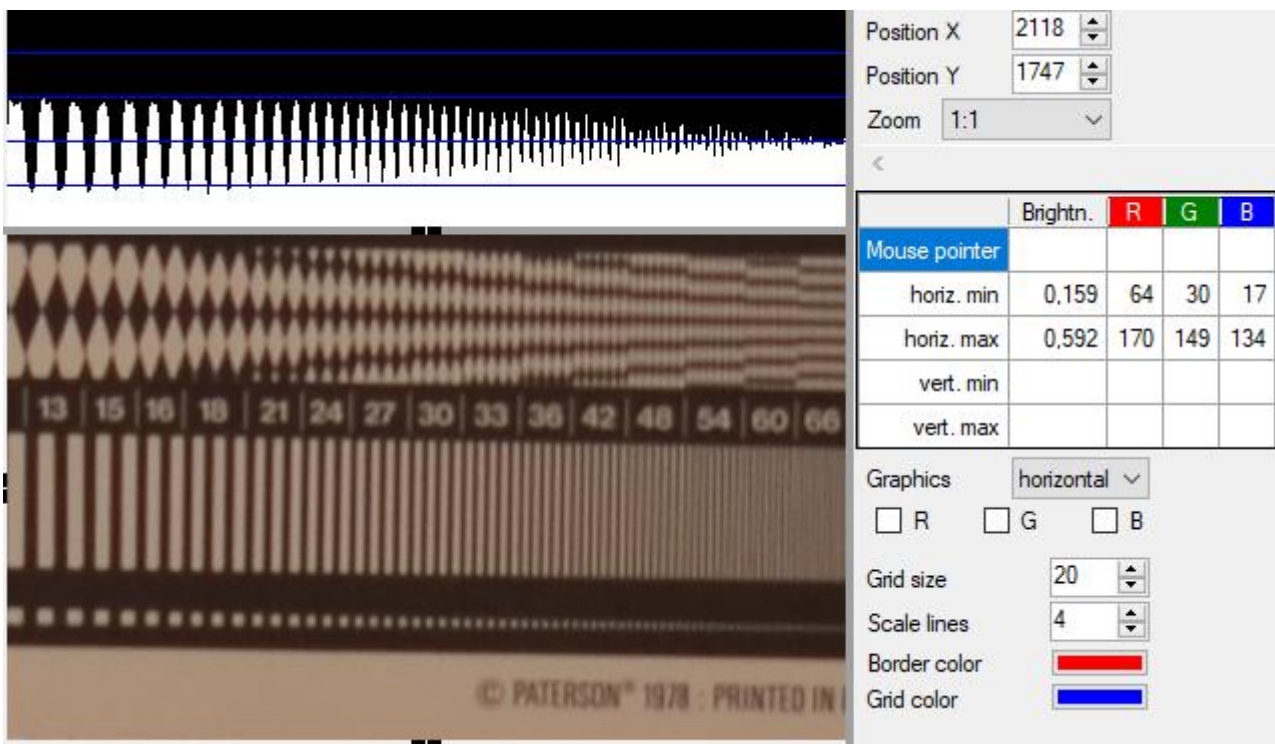 Position X 2118
Position Y 1747
Zoom 1:1
<
Brightn. R G B
Mouse pointer
horiz. min 0,159 64 30 17
horiz. max 0,592 170 149 134
vert. min
vert. max
13 15 16 18 21 24 27 30 33 36 42 48 54 60 66
Graphics horizontal
R G B
Grid size 20
Scale lines 4
Border color
Grid color
© PATERSON" 1978 : PRINTED IN